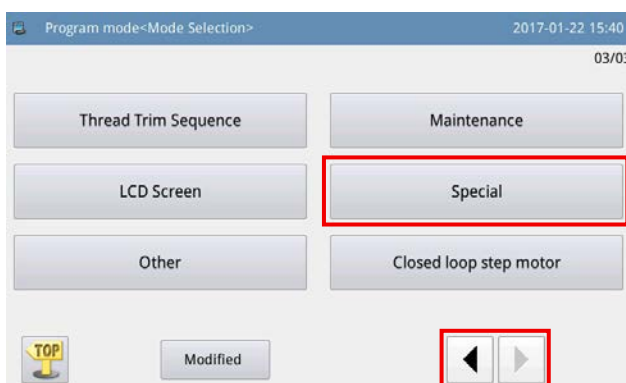 Program mode<Mode Selection>
2017-01-22 15:40
03/03
Thread Trim Sequence
Maintenance
LCD Screen
Special
Other
Closed loop step motor
TOP
Modified